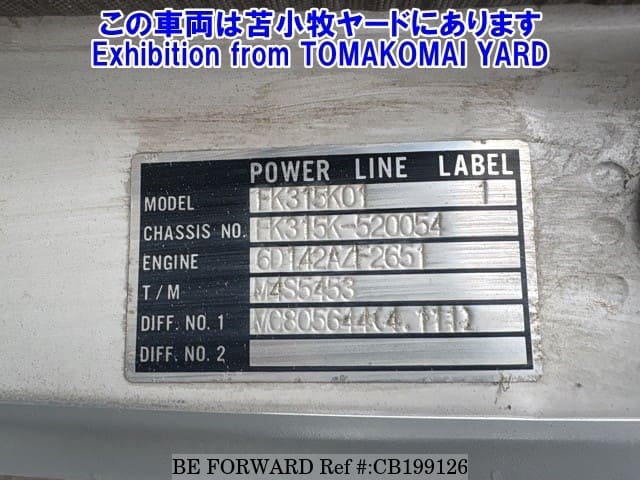 この車両は苫小牧ヤードにあります
Exhibition from TOMAKOMAI YARD
POWER LINE LABEL
MODEL FK315K01 1
CHASSIS NO. FK315K-520054
ENGINE 6D142AZF2651
T/M M4S5453
DIFF. NO. 1
DIFF. NO. 2
BE FORWARD Ref #:CB199126